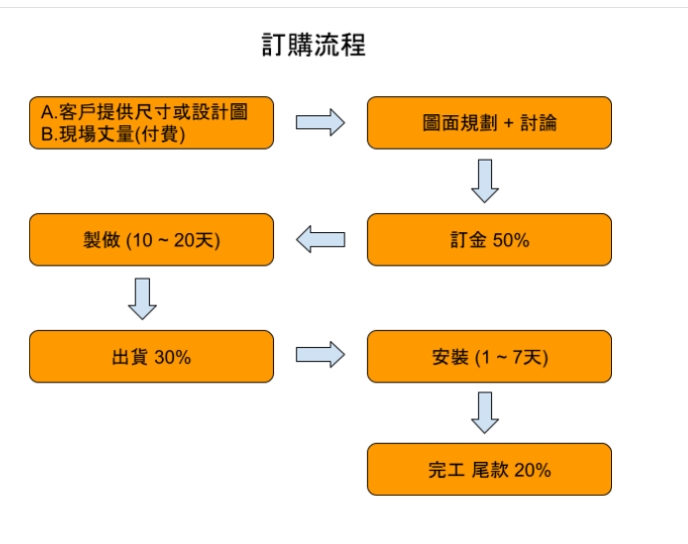 訂購流程
A.客戶提供尺寸或設計圖
B.現場丈量(付費)
圖面規劃 + 討論
訂金 50%
製做 (10 ~ 20天)
出貨 30%
安裝 (1 ~ 7天)
完工 尾款 20%